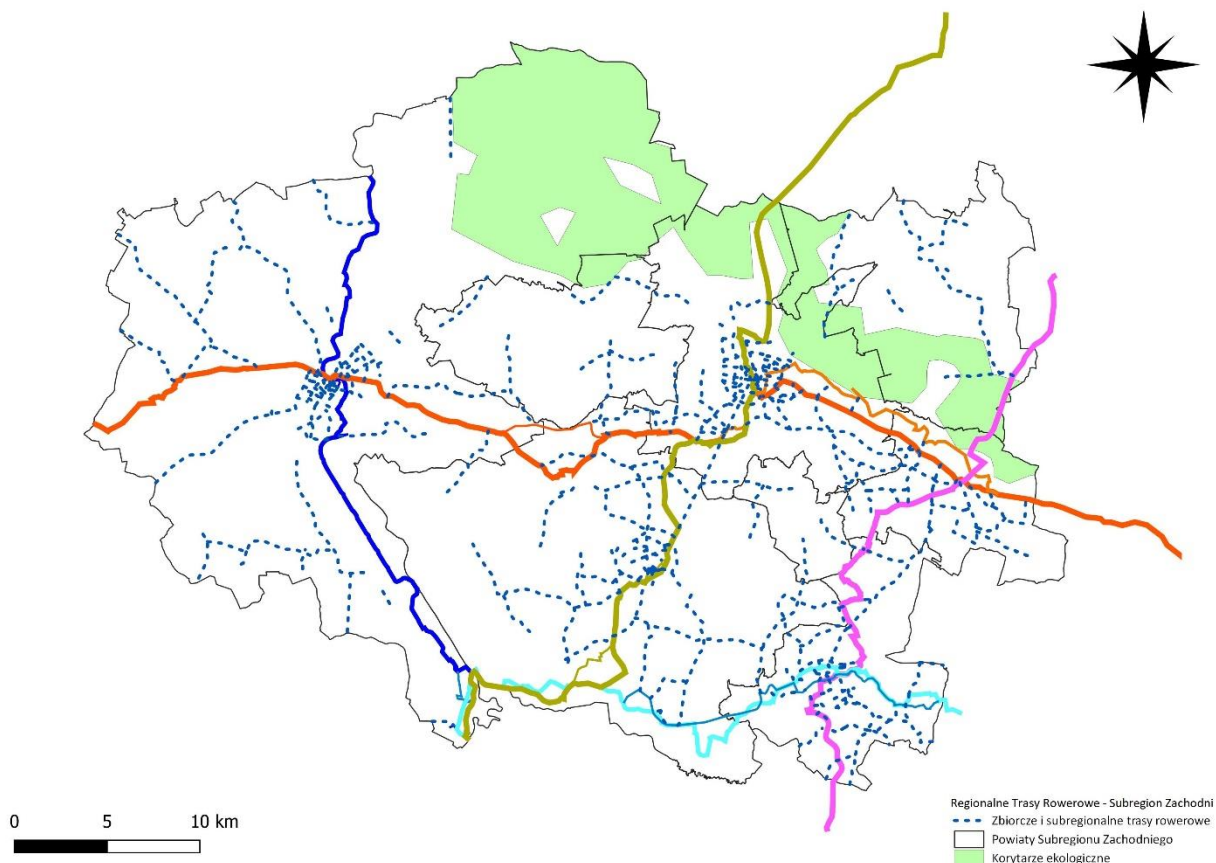 0 5 10 km
Regionalne Trasy Rowerowe - Subregion Zachodni
Zbiorcze i subregionalne trasy rowerowe
Powiaty Subregionu Zachodniego
Korytarze ekologiczne